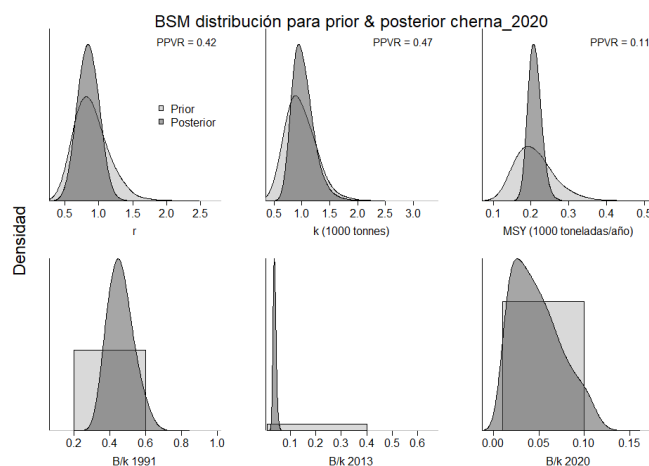 BSM distribución para prior & posterior cherna_2020
PPVR = 0.42
PPVR = 0.47
PPVR = 0.11
Prior
Posterior
0.5 1.0 1.5 2.0 2.5
r
0.5 1.0 1.5 2.0 2.5 3.0
k (1000 tonnes)
0.1 0.2 0.3 0.4 0.5
MSY (1000 toneladas/año)
Densidad
0.2 0.4 0.6 0.8 1.0
B/k 1991
0.1 0.2 0.3 0.4 0.5 0.6
B/k 2013
0.00 0.05 0.10 0.15
B/k 2020